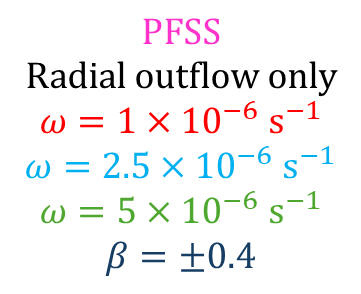 PFSS
Radial outflow only
ω = 1 × 10⁻⁶ s⁻¹
ω = 2.5 × 10⁻⁶ s⁻¹
ω = 5 × 10⁻⁶ s⁻¹
β = ±0.4